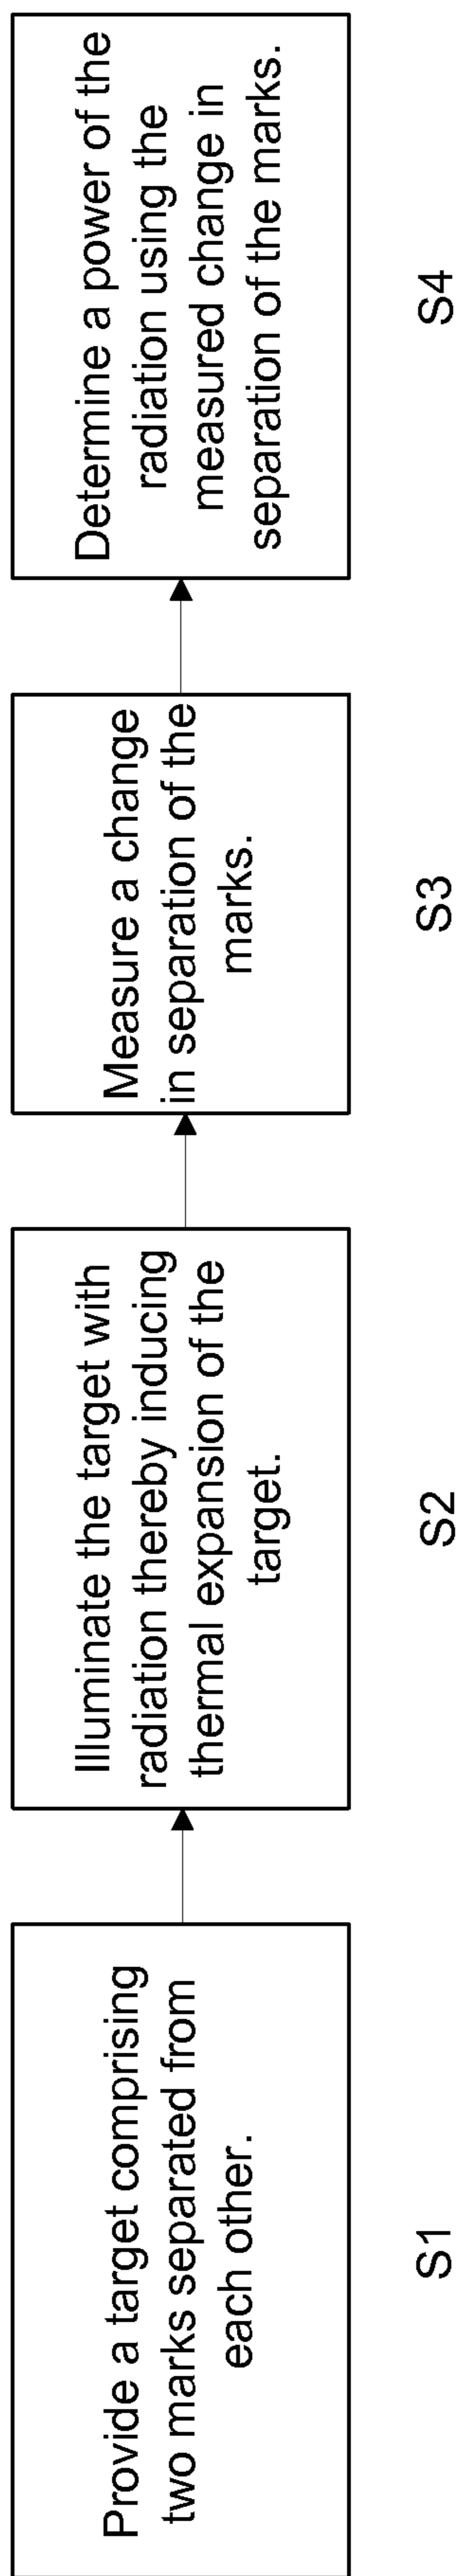 Provide a target comprising
two marks separated from
each other.
S1
Illuminate the target with
radiation thereby inducing
thermal expansion of the
target.
S2
Measure a change
in separation of the
marks.
S3
Determine a power of the
radiation using the
measured change in
separation of the marks.
S4